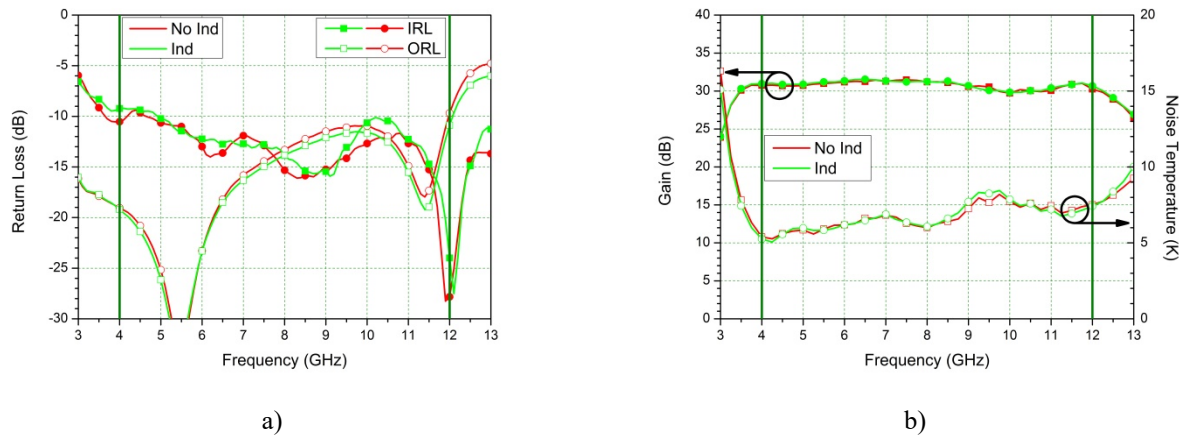 No Ind
Ind
IRL
ORL
Return Loss (dB)
0
-5
-10
-15
-20
-25
-30
3 4 5 6 7 8 9 10 11 12 13
Frequency (GHz)
a)
Gain (dB)
40
35
30
25
20
15
10
5
0
No Ind
Ind
20
15
10
5
0
Noise Temperature (K)
3 4 5 6 7 8 9 10 11 12 13
Frequency (GHz)
b)